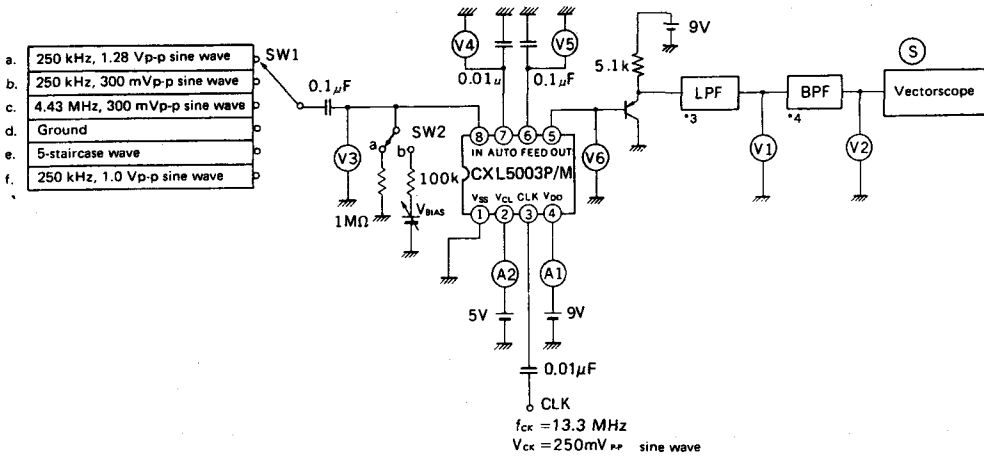 a. 250 kHz, 1.28 Vp-p sine wave
b. 250 kHz, 300 mVp-p sine wave
c. 4.43 MHz, 300 mVp-p sine wave
d. Ground
e. 5-staircase wave
f. 250 kHz, 1.0 Vp-p sine wave
SW1
0.1μF
V3
a SW2
b
1MΩ
100k
VBIAS
V4
0.01μ
0.1μF
V5
8 7 6 5
IN AUTO FEED OUT
CXL5003P/M
VSS VCL CLK VDD
1 2 3 4
A2
A1
5V
9V
0.01μF
CLK
fCK = 13.3 MHz
VCK = 250mVP-P sine wave
V6
5.1k
9V
LPF
*3
V1
BPF
*4
V2
S
Vectorscope